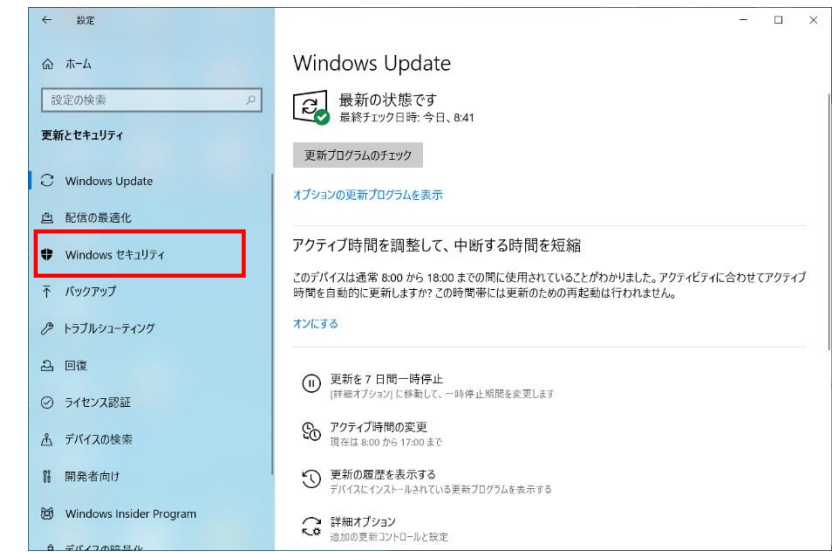 設定
ホーム
設定の検索
更新とセキュリティ
Windows Update
配信の最適化
Windows セキュリティ
バックアップ
トラブルシューティング
回復
ライセンス認証
デバイスの検索
開発者向け
Windows Insider Program
デバイスの暗号化
Windows Update
最新の状態です
最終チェック日時: 今日、8:41
更新プログラムのチェック
オプションの更新プログラムを表示
アクティブ時間を調整して、中断する時間を短縮
このデバイスは通常 8:00 から 18:00 までの間に使用されていることがわかりました。アクティビティに合わせてアクティブ
時間を自動的に更新しますか? この時間帯には更新のための再起動は行われません。
オンにする
更新を 7 日間一時停止
[詳細オプション] に移動して、一時停止期間を変更します
アクティブ時間の変更
現在は 8:00 から 17:00 まで
更新の履歴を表示する
デバイスにインストールされている更新プログラムを表示する
詳細オプション
追加の更新コントロールと設定